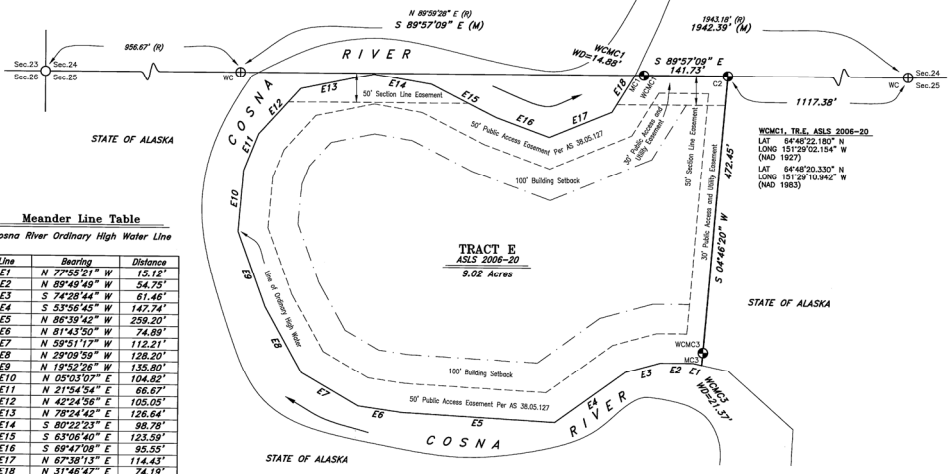 N 89°59'28" E (R)
S 89°57'09" E (M)
1943.18' (R)
1942.39' (M)
956.67' (R)
RIVER
WCMC1
WD=14.88'
S 89°57'09" E
141.73'
Sec.23 Sec.24
Sec.26 Sec.25
WC
MC1
WCMC1
C2
WC
Sec.24
Sec.25
1117.38'
COSNA
E13
E14
E15
E16
E17
E18
E12
E11
E10
E9
E8
E7
E6
E5
E4
E3
E2
E1
50' Section Line Easement
50' Public Access Easement Per AS 38.05.127
30' Public Access and
Utility Easement
100' Building Setback
50' Section Line Easement
30' Public Access and Utility Easement
472.45'
S 04°46'20" W
STATE OF ALASKA
WCMC1, TR.E, ASLS 2006-20
LAT 64°48'22.180" N
LONG 151°29'02.154" W
(NAD 1927)
LAT 64°48'20.330" N
LONG 151°29'10.942" W
(NAD 1983)
TRACT E
ASLS 2006-20
9.02 Acres
Line of Ordinary High Water
STATE OF ALASKA
WCMC3
MC3
WCMC3
WD=21.37'
100' Building Setback
50' Public Access Easement Per AS 38.05.127
COSNA RIVER
STATE OF ALASKA
Meander Line Table
osna River Ordinary High Water Line
Line Bearing Distance
E1 N 77°55'21" W 15.12'
E2 N 89°49'49" W 54.75'
E3 S 74°28'44" W 61.46'
E4 S 53°56'45" W 147.74'
E5 N 86°39'42" W 259.20'
E6 N 81°43'50" W 74.89'
E7 N 59°51'17" W 112.21'
E8 N 29°09'59" W 128.20'
E9 N 19°52'26" W 135.80'
E10 N 05°03'07" E 104.82'
E11 N 21°54'54" E 66.67'
E12 N 42°24'56" E 105.05'
E13 N 78°24'42" E 126.64'
E14 S 80°22'23" E 98.78'
E15 S 63°06'40" E 123.59'
E16 S 69°47'08" E 95.55'
E17 N 67°38'13" E 114.43'
E18 N 31°46'47" E 74.19'